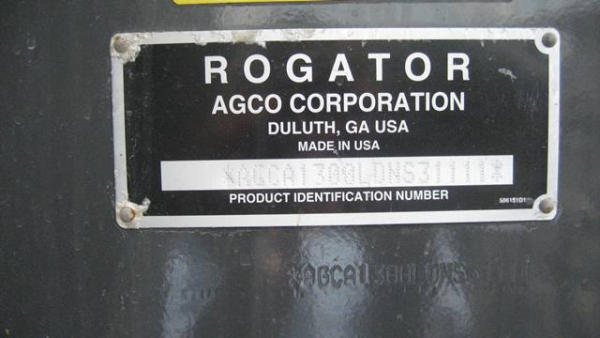 ROGATOR
AGCO CORPORATION
DULUTH, GA USA
MADE IN USA
*AGCA1300LDNS31111*
PRODUCT IDENTIFICATION NUMBER